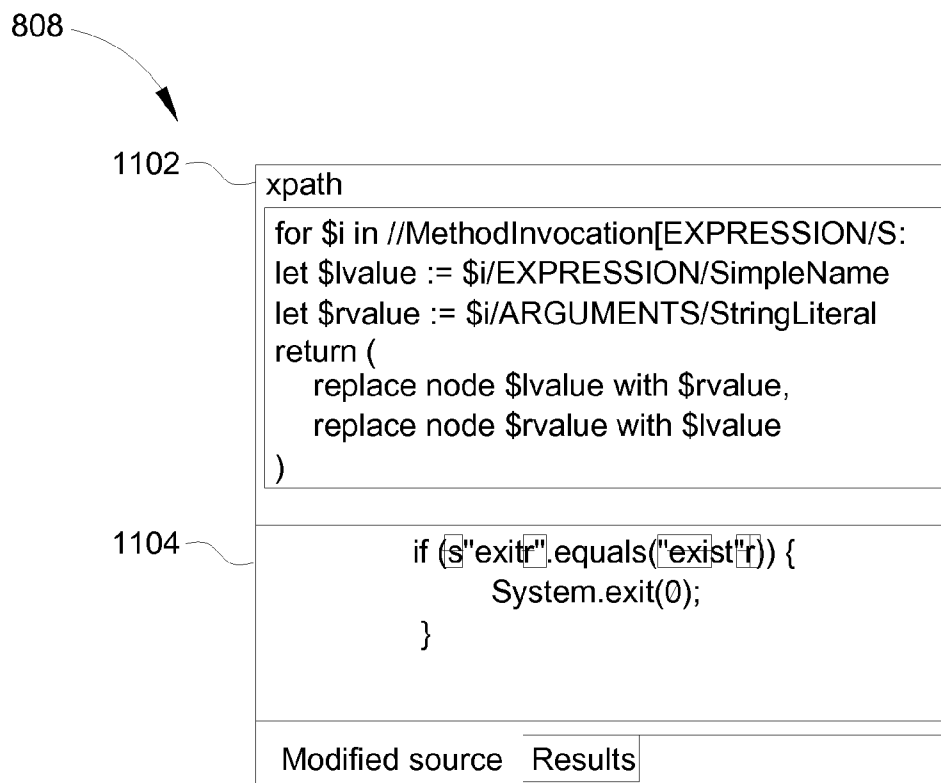 808
1102
xpath
for $i in //MethodInvocation[EXPRESSION/S:
let $lvalue := $i/EXPRESSION/SimpleName
let $rvalue := $i/ARGUMENTS/StringLiteral
return (
replace node $lvalue with $rvalue,
replace node $rvalue with $lvalue
)
1104
if (s"exitr".equals("exist"r)) {
System.exit(0);
}
Modified source Results